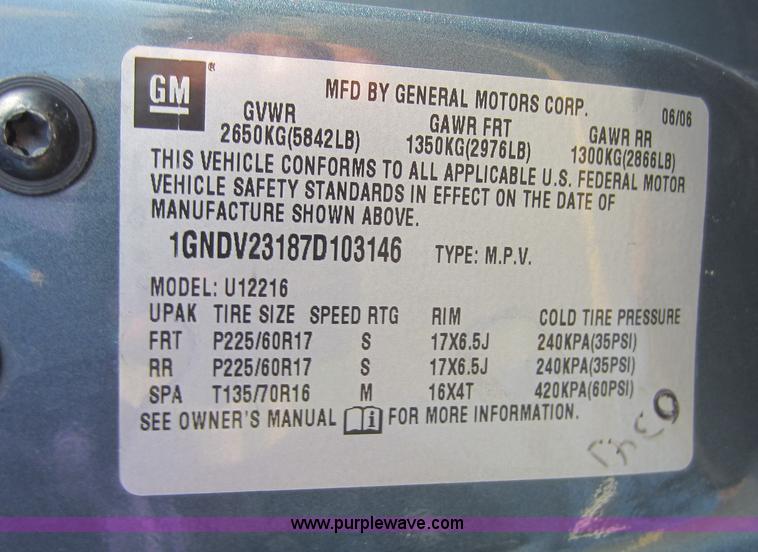 GM®
MFD BY GENERAL MOTORS CORP. 06/06
GVWR GAWR FRT GAWR RR
2650KG(5842LB) 1350KG(2976LB) 1300KG(2866LB)
THIS VEHICLE CONFORMS TO ALL APPLICABLE U.S. FEDERAL MOTOR
VEHICLE SAFETY STANDARDS IN EFFECT ON THE DATE OF
MANUFACTURE SHOWN ABOVE.
1GNDV23187D103146 TYPE: M.P.V.
MODEL: U12216
UPAK TIRE SIZE SPEED RTG RIM COLD TIRE PRESSURE
FRT P225/60R17 S 17X6.5J 240KPA(35PSI)
RR P225/60R17 S 17X6.5J 240KPA(35PSI)
SPA T135/70R16 M 16X4T 420KPA(60PSI)
SEE OWNER'S MANUAL i FOR MORE INFORMATION.
www.purplewave.com